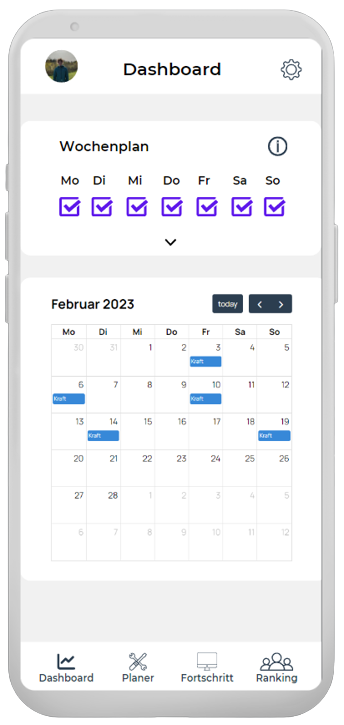 Dashboard
Wochenplan
Mo Di Mi Do Fr Sa So
Februar 2023 today
Mo Di Mi Do Fr Sa So
30 31 1 2 3 4 5
Kraft
6 7 8 9 10 11 12
Kraft Kraft
13 14 15 16 17 18 19
Kraft Kraft
20 21 22 23 24 25 26
27 28 1 2 3 4 5
6 7 8 9 10 11 12
Dashboard Planer Fortschritt Ranking